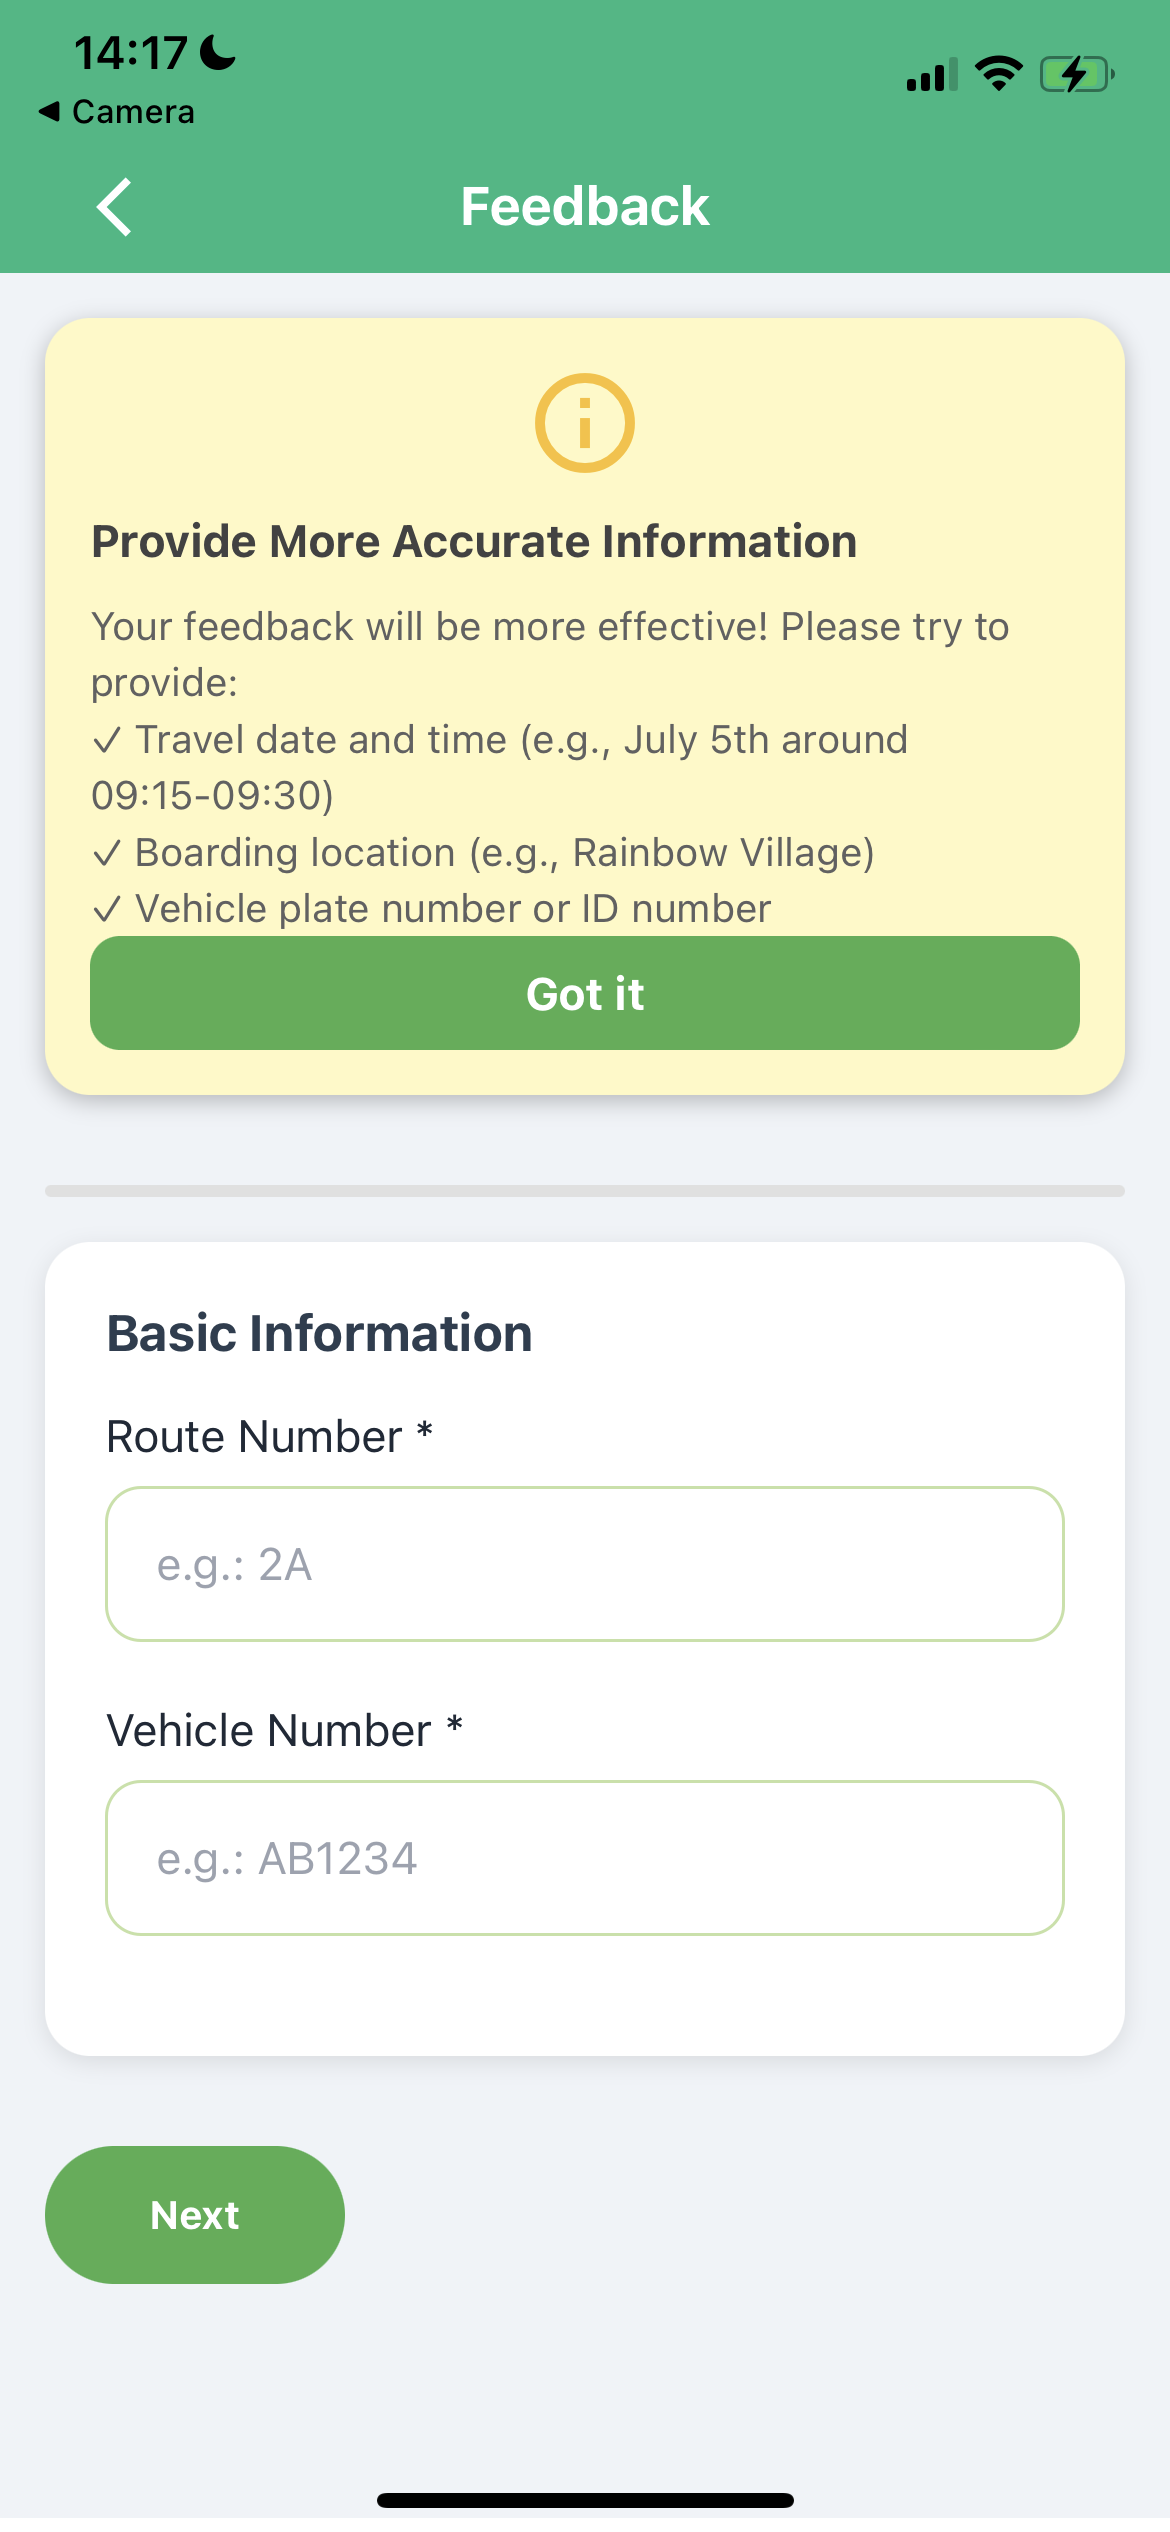 14:17
◀ Camera
Feedback
Provide More Accurate Information
Your feedback will be more effective! Please try to
provide:
✓ Travel date and time (e.g., July 5th around
09:15-09:30)
✓ Boarding location (e.g., Rainbow Village)
✓ Vehicle plate number or ID number
Got it
Basic Information
Route Number *
e.g.: 2A
Vehicle Number *
e.g.: AB1234
Next